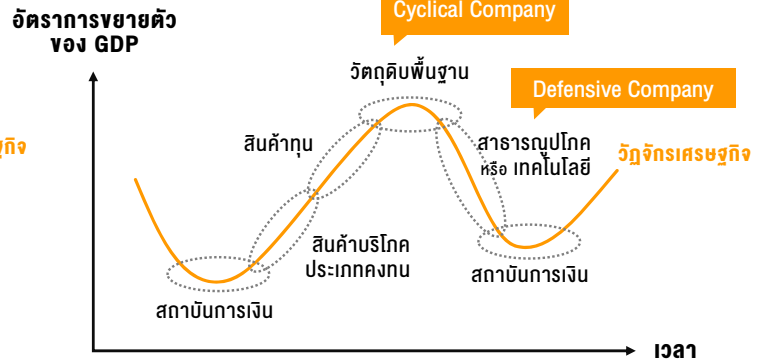 Cyclical Company
อัตราการขยายตัว
ของ GDP
วัตถุดิบพื้นฐาน
Defensive Company
สินค้าทุน
สาธารณูปโภค
หรือ เทคโนโลยี
วัฏจักรเศรษฐกิจ
สินค้าบริโภค
ประเภทคงทน
สถาบันการเงิน
สถาบันการเงิน
เวลา